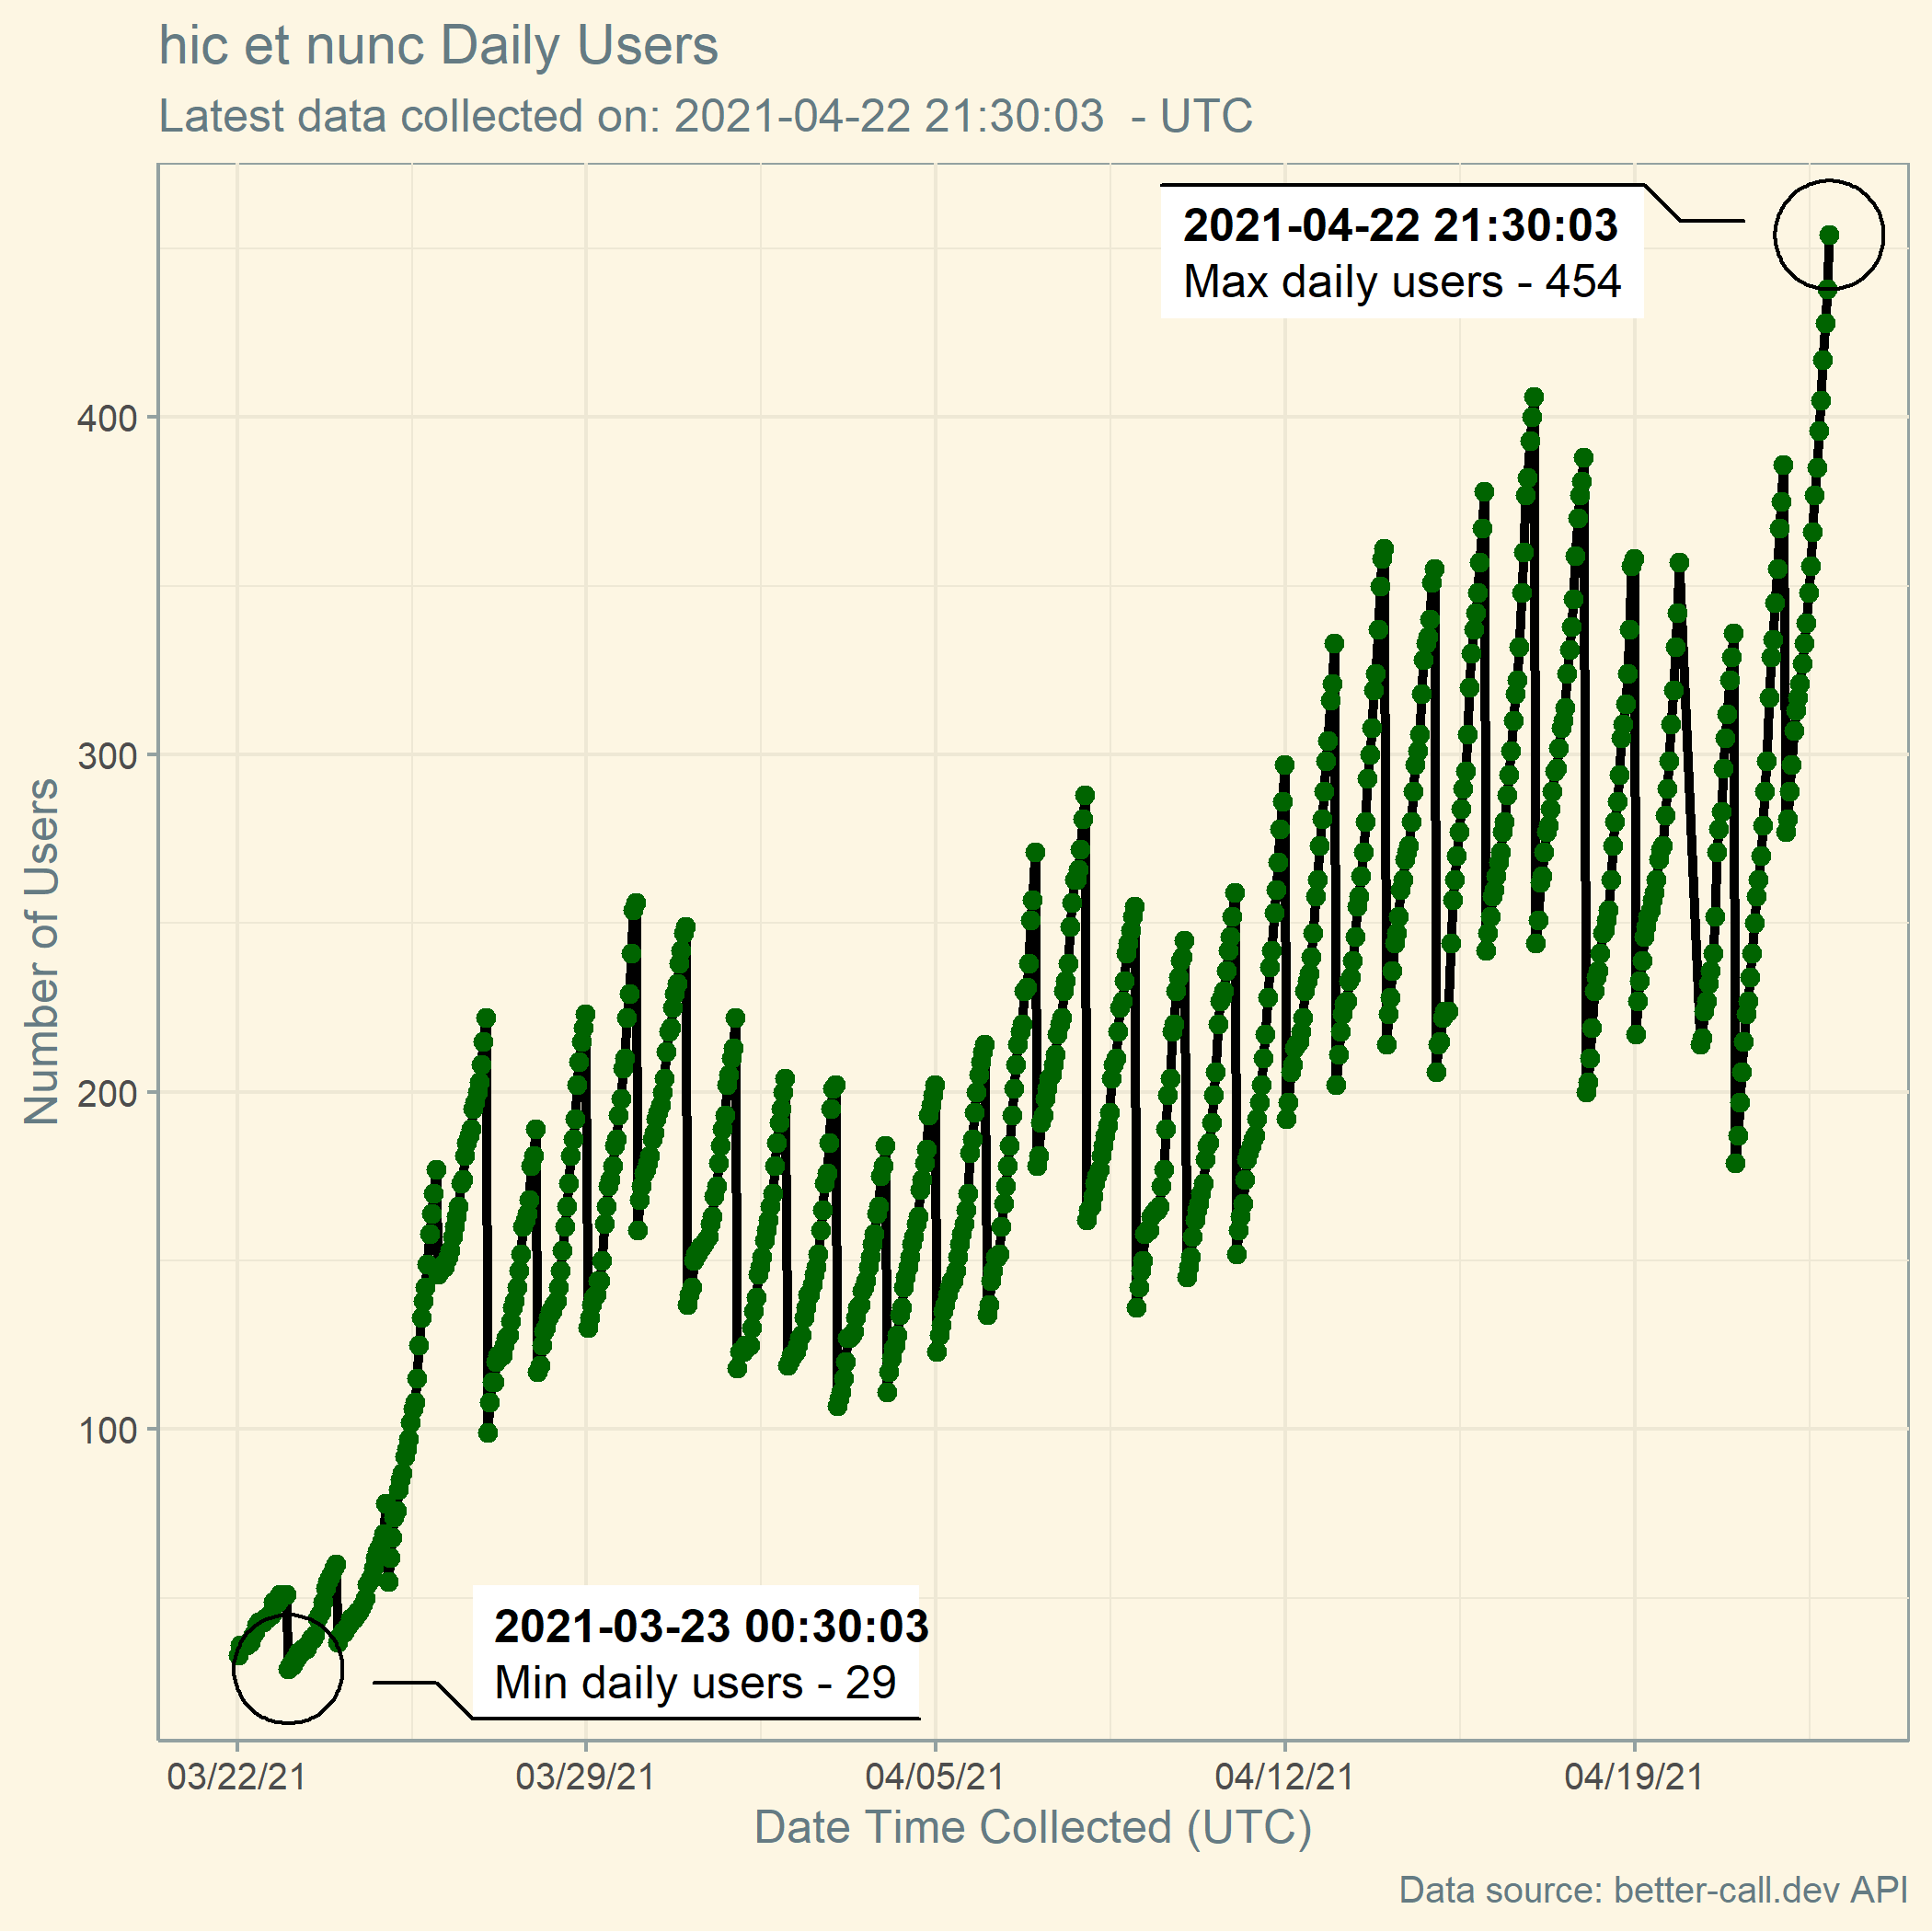 hic et nunc Daily Users
Latest data collected on: 2021-04-22 21:30:03  - UTC
2021-04-22 21:30:03
Max daily users - 454
400
300
200
100
Number of Users
2021-03-23 00:30:03
Min daily users - 29
03/22/21
03/29/21
04/05/21
04/12/21
04/19/21
Date Time Collected (UTC)
Data source: better-call.dev API